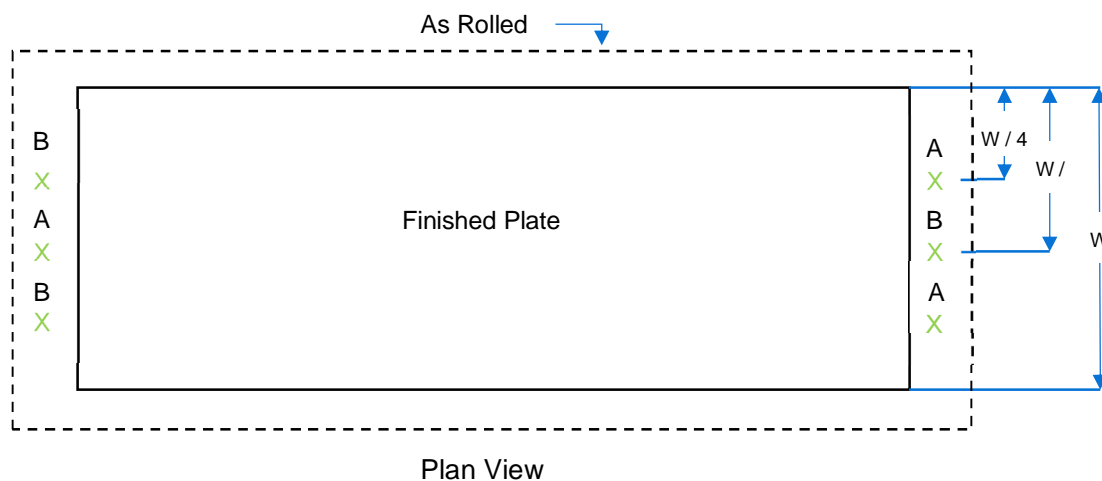 As Rolled
B
A
W / 4
X
X
W /
A
Finished Plate
B
X
X
W
B
A
X
X
Plan View